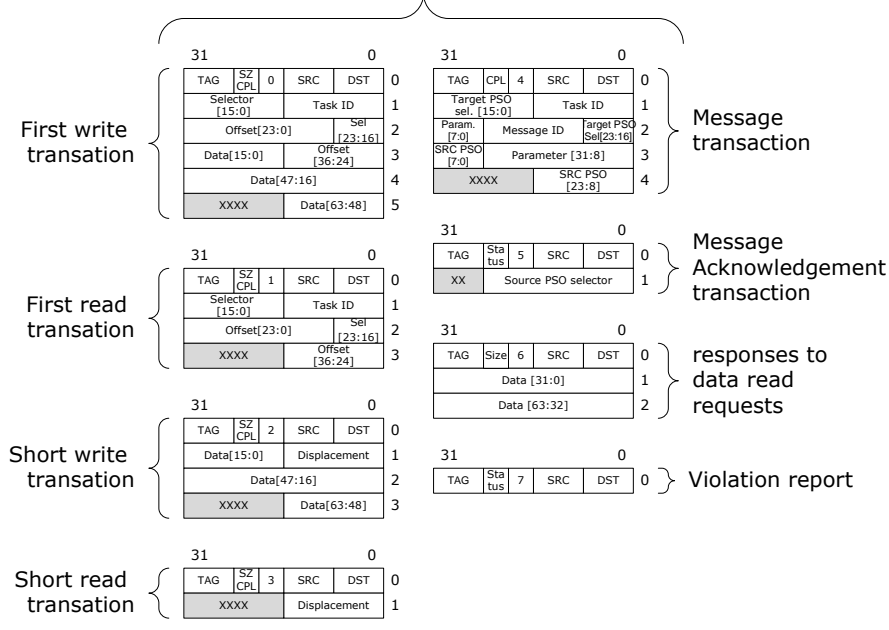 First write
transation
31 0
TAG SZ CPL 0 SRC DST 0
Selector [15:0] Task ID 1
Offset[23:0] Sel [23:16] 2
Data[15:0] Offset [36:24] 3
Data[47:16] 4
XXXX Data[63:48] 5
First read
transation
31 0
TAG SZ CPL 1 SRC DST 0
Selector [15:0] Task ID 1
Offset[23:0] Sel [23:16] 2
XXXX Offset [36:24] 3
Short write
transation
31 0
TAG SZ CPL 2 SRC DST 0
Data[15:0] Displacement 1
Data[47:16] 2
XXXX Data[63:48] 3
Short read
transation
31 0
TAG SZ CPL 3 SRC DST 0
XXXX Displacement 1
31 0
TAG CPL 4 SRC DST 0
Target PSO sel. [15:0] Task ID 1
Param. [7:0] Message ID Target PSO Sel[23:16] 2
SRC PSO [7:0] Parameter [31:8] 3
XXXX SRC PSO [23:8] 4
Message
transaction
31 0
TAG Sta tus 5 SRC DST 0
XX Source PSO selector 1
Message
Acknowledgement
transaction
31 0
TAG Size 6 SRC DST 0
Data [31:0] 1
Data [63:32] 2
responses to
data read
requests
31 0
TAG Sta tus 7 SRC DST 0
Violation report